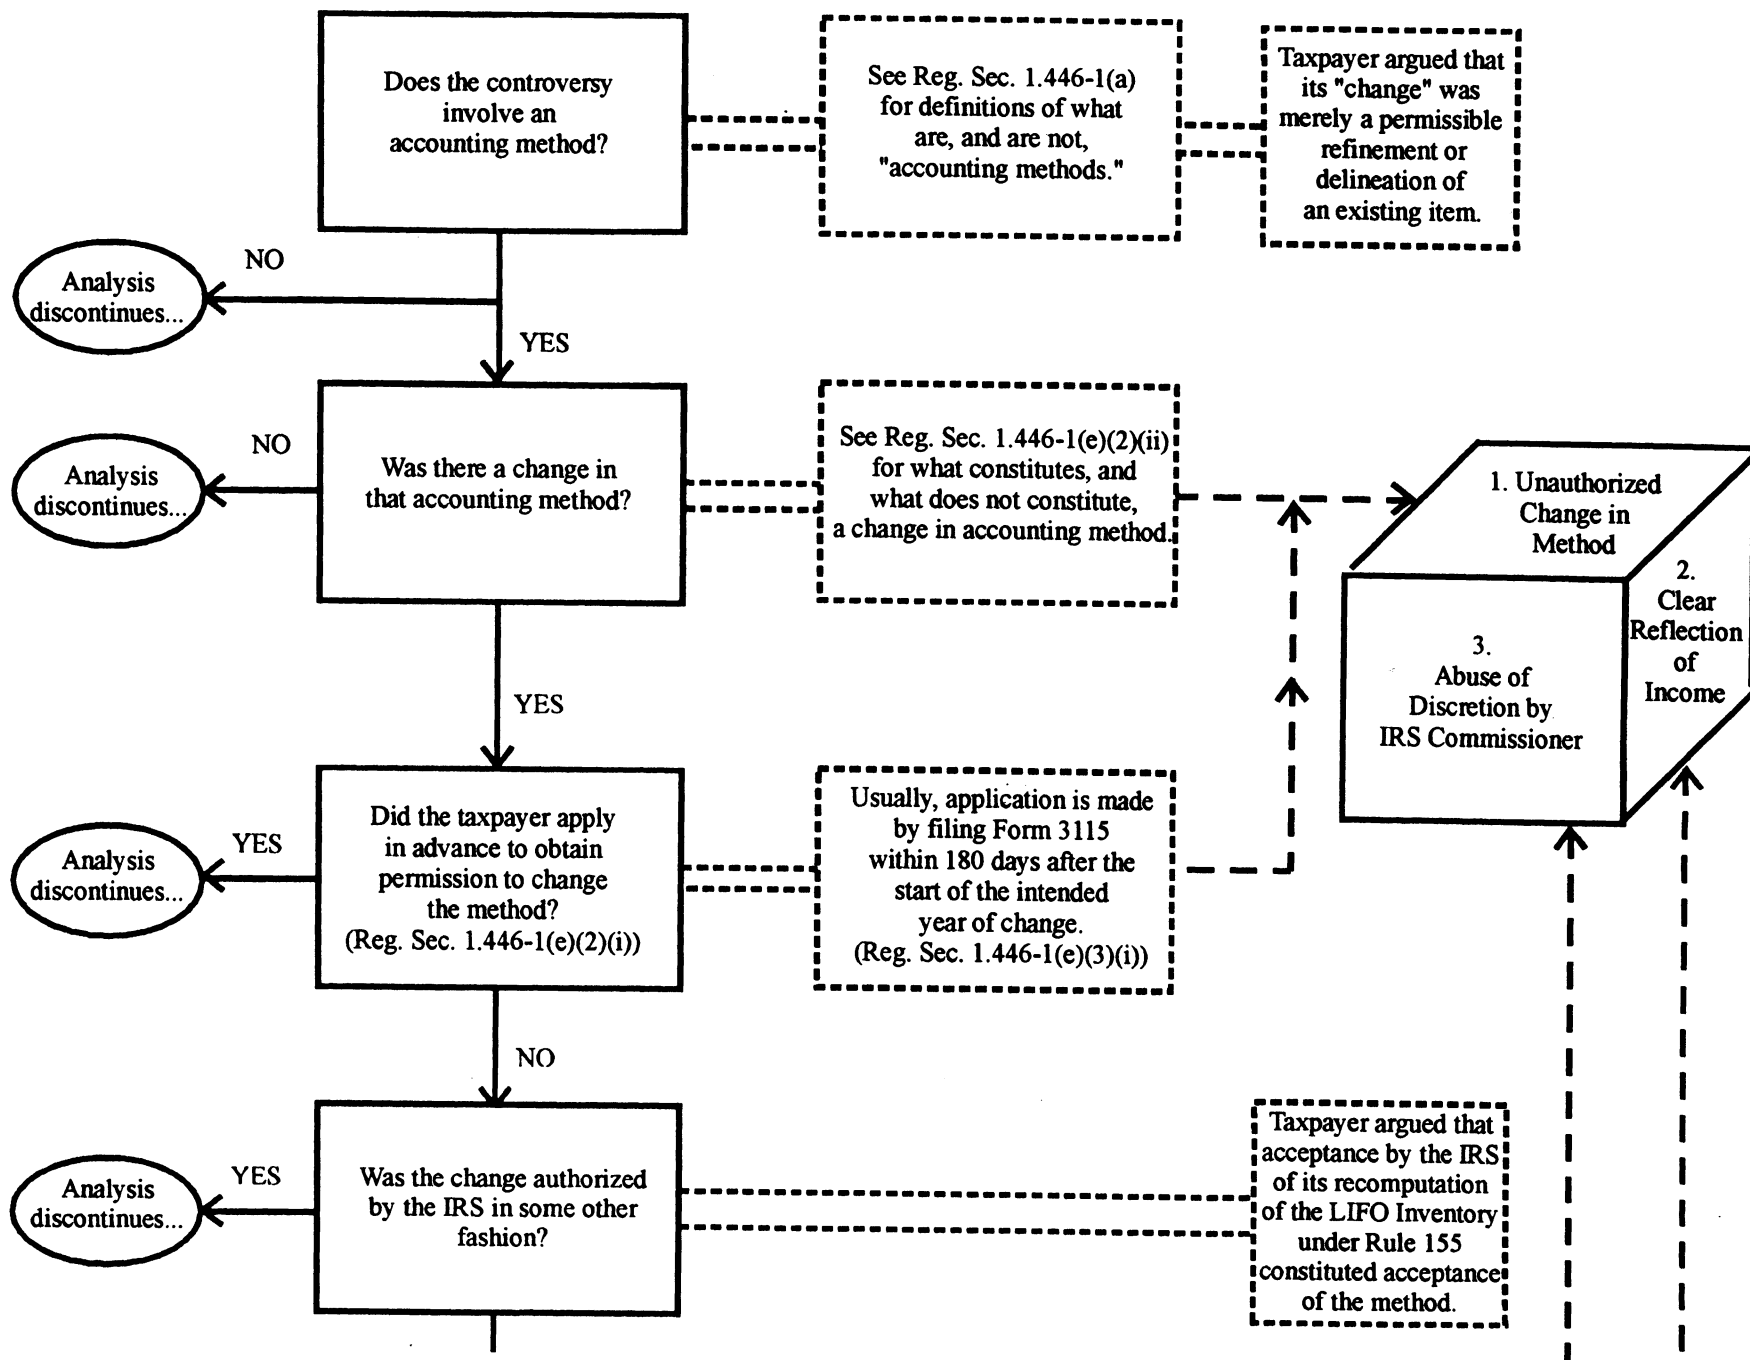 Does the controversy
involve an
accounting method?
See Reg. Sec. 1.446-1(a)
for definitions of what
are, and are not,
"accounting methods."
Taxpayer argued that
its "change" was
merely a permissible
refinement or
delineation of
an existing item.
NO
Analysis
discontinues...
YES
NO
Analysis
discontinues...
Was there a change in
that accounting method?
See Reg. Sec. 1.446-1(e)(2)(ii)
for what constitutes, and
what does not constitute,
a change in accounting method.
1. Unauthorized
Change in
Method
2.
Clear
Reflection
of
Income
3.
Abuse of
Discretion by
IRS Commissioner
YES
YES
Analysis
discontinues...
Did the taxpayer apply
in advance to obtain
permission to change
the method?
(Reg. Sec. 1.446-1(e)(2)(i))
Usually, application is made
by filing Form 3115
within 180 days after the
start of the intended
year of change.
(Reg. Sec. 1.446-1(e)(3)(i))
NO
YES
Analysis
discontinues...
Was the change authorized
by the IRS in some other
fashion?
Taxpayer argued that
acceptance by the IRS
of its recomputation
of the LIFO Inventory
under Rule 155
constituted acceptance
of the method.